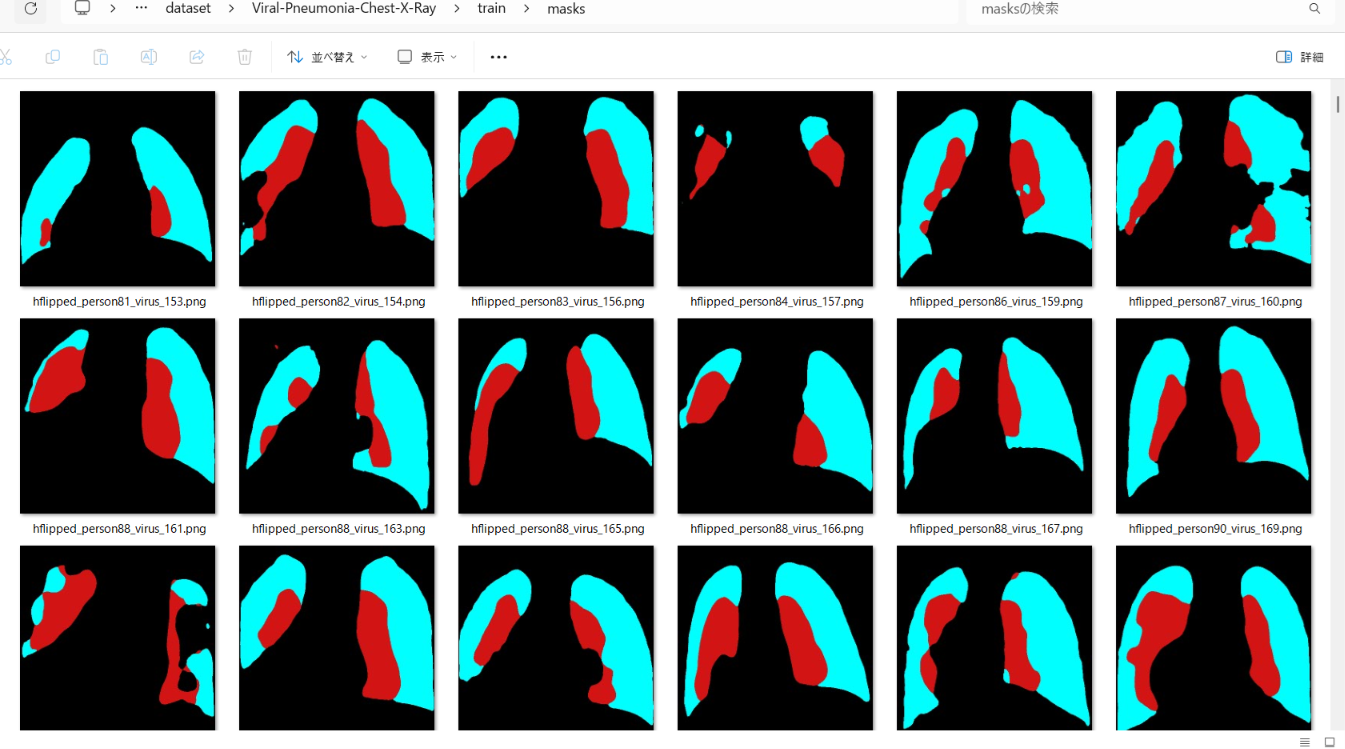 … dataset > Viral-Pneumonia-Chest-X-Ray > train > masks
masksの検索
並べ替え 表示 … 詳細
hflipped_person81_virus_153.png hflipped_person82_virus_154.png hflipped_person83_virus_156.png hflipped_person84_virus_157.png hflipped_person86_virus_159.png hflipped_person87_virus_160.png
hflipped_person88_virus_161.png hflipped_person88_virus_163.png hflipped_person88_virus_165.png hflipped_person88_virus_166.png hflipped_person88_virus_167.png hflipped_person90_virus_169.png